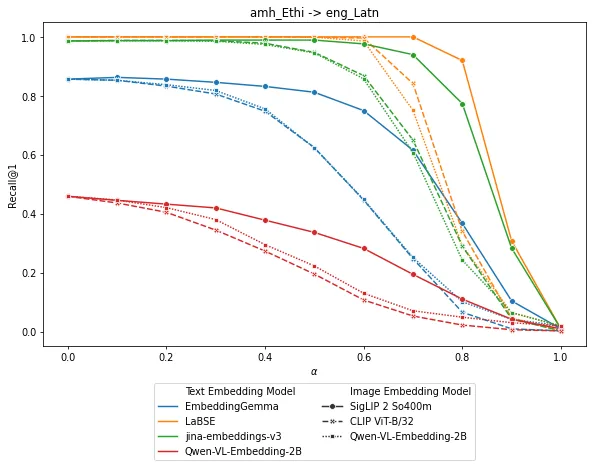 amh_Ethi -> eng_Latn
Recall@1
1.0
0.8
0.6
0.4
0.2
0.0
0.0 0.2 0.4 0.6 0.8 1.0
α
Text Embedding Model
EmbeddingGemma
LaBSE
jina-embeddings-v3
Qwen-VL-Embedding-2B
Image Embedding Model
SigLIP 2 So400m
CLIP ViT-B/32
Qwen-VL-Embedding-2B